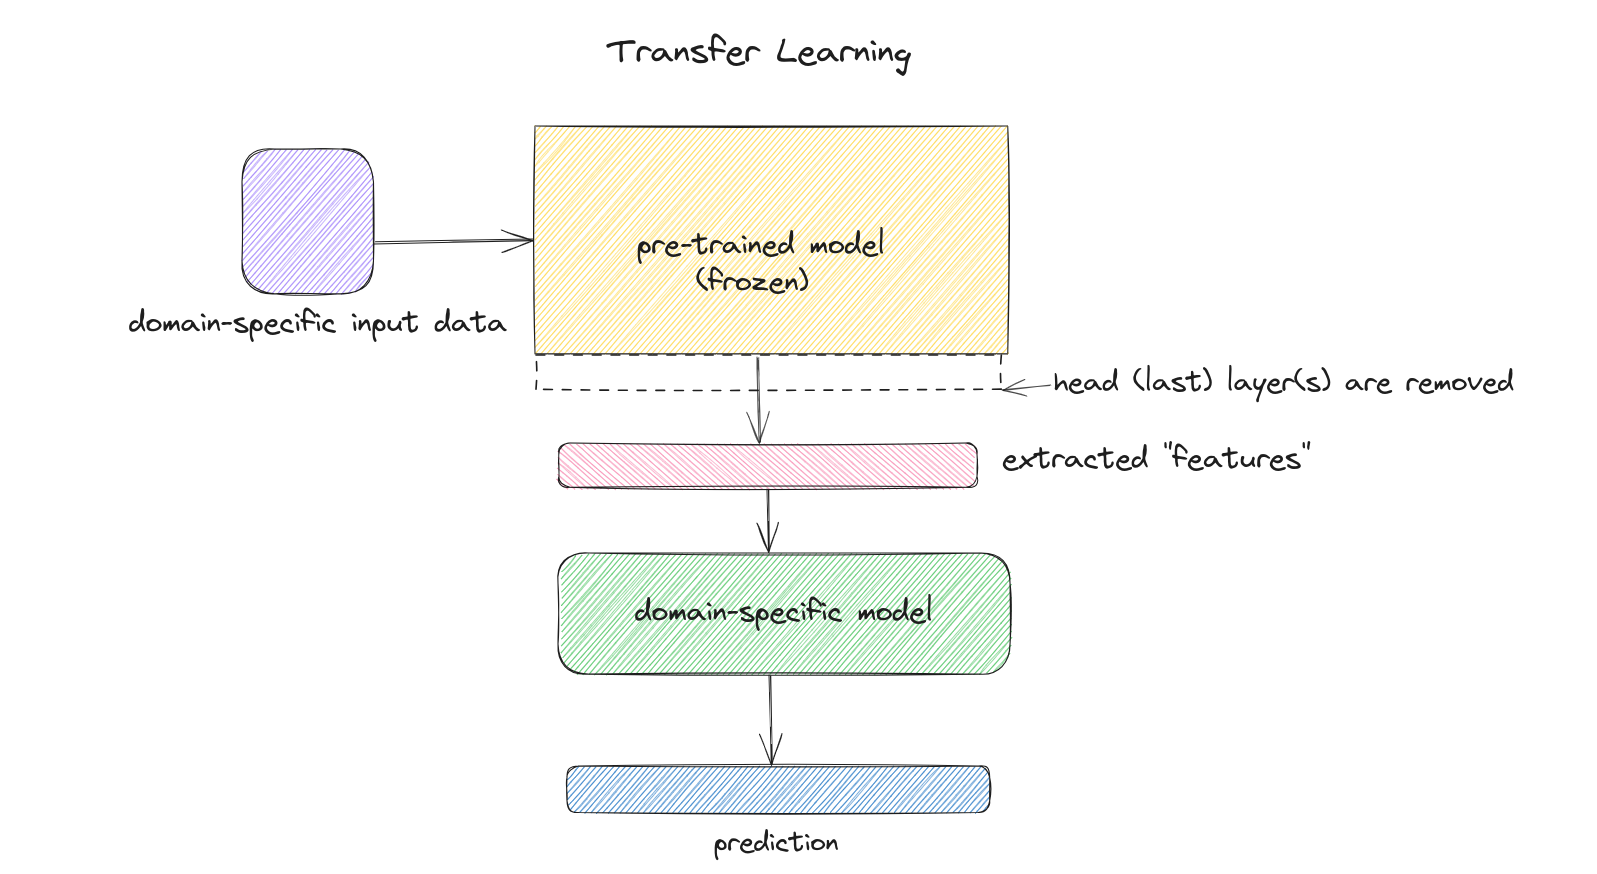 Transfer Learning
pre-trained model
(frozen)
domain-specific input data
head (last) layer(s) are removed
extracted "features"
domain-specific model
prediction